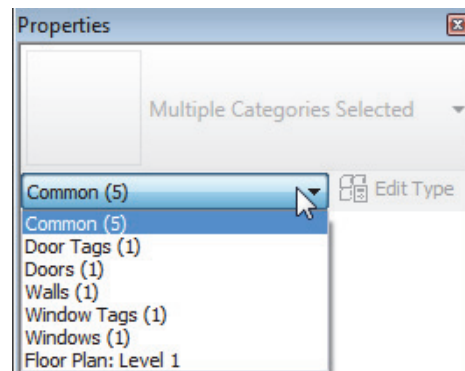 Properties
Multiple Categories Selected
Common (5)
Edit Type
Common (5)
Door Tags (1)
Doors (1)
Walls (1)
Window Tags (1)
Windows (1)
Floor Plan: Level 1